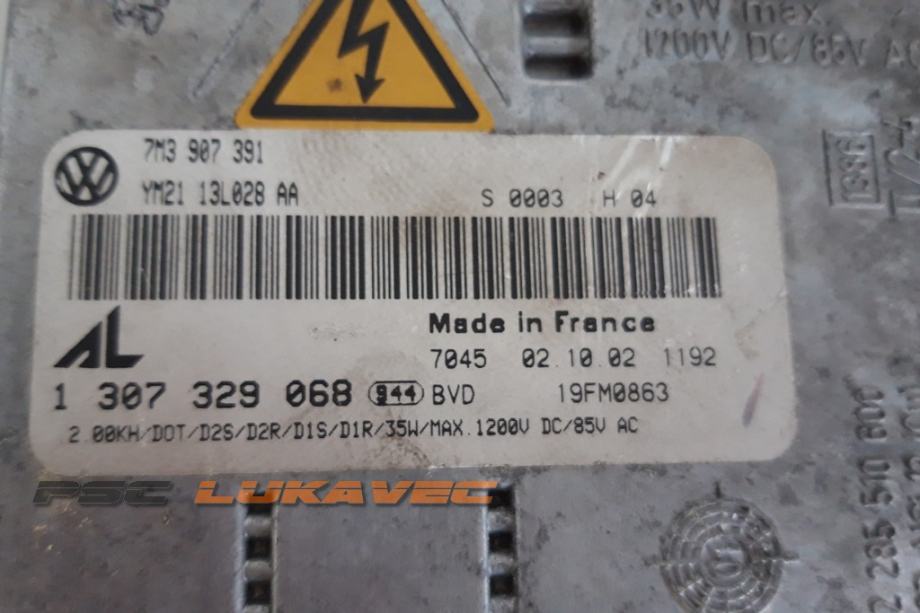 35W max.
1200V DC/85V AC
7M3 907 391
YM21 13L028 AA
S 0003 H 04
AL
Made in France
7045 02.10.02 1192
1 307 329 068 944 BVD 19FM0863
2.00KH/DOT/D2S/D2R/D1S/D1R/35W/MAX.1200V DC/85V AC
PSC LUKAVEC